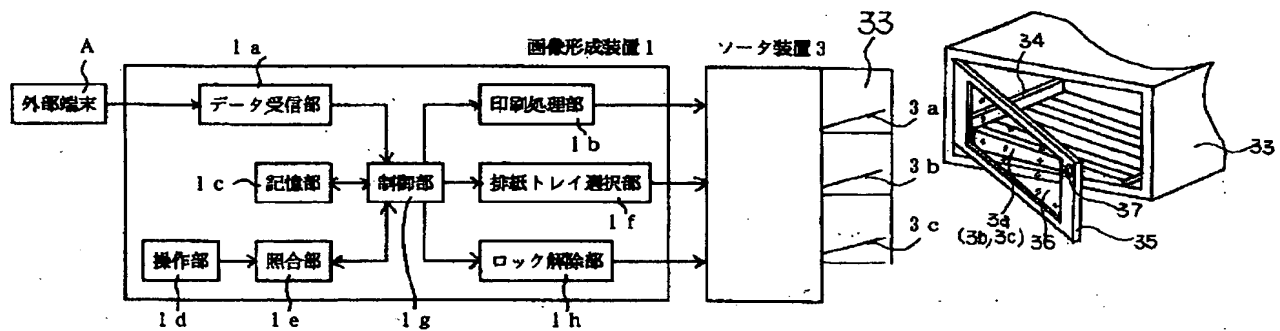 A
1a
画像形成装置1
ソータ装置3
33
34
外部端末
データ受信部
印刷処理部
1b
3a
1c
記憶部
制御部
排紙トレイ選択部
1f
3b
33
3a
(3b,3c)
36
37
35
操作部
照合部
ロック解除部
3c
1d
1e
1g
1h